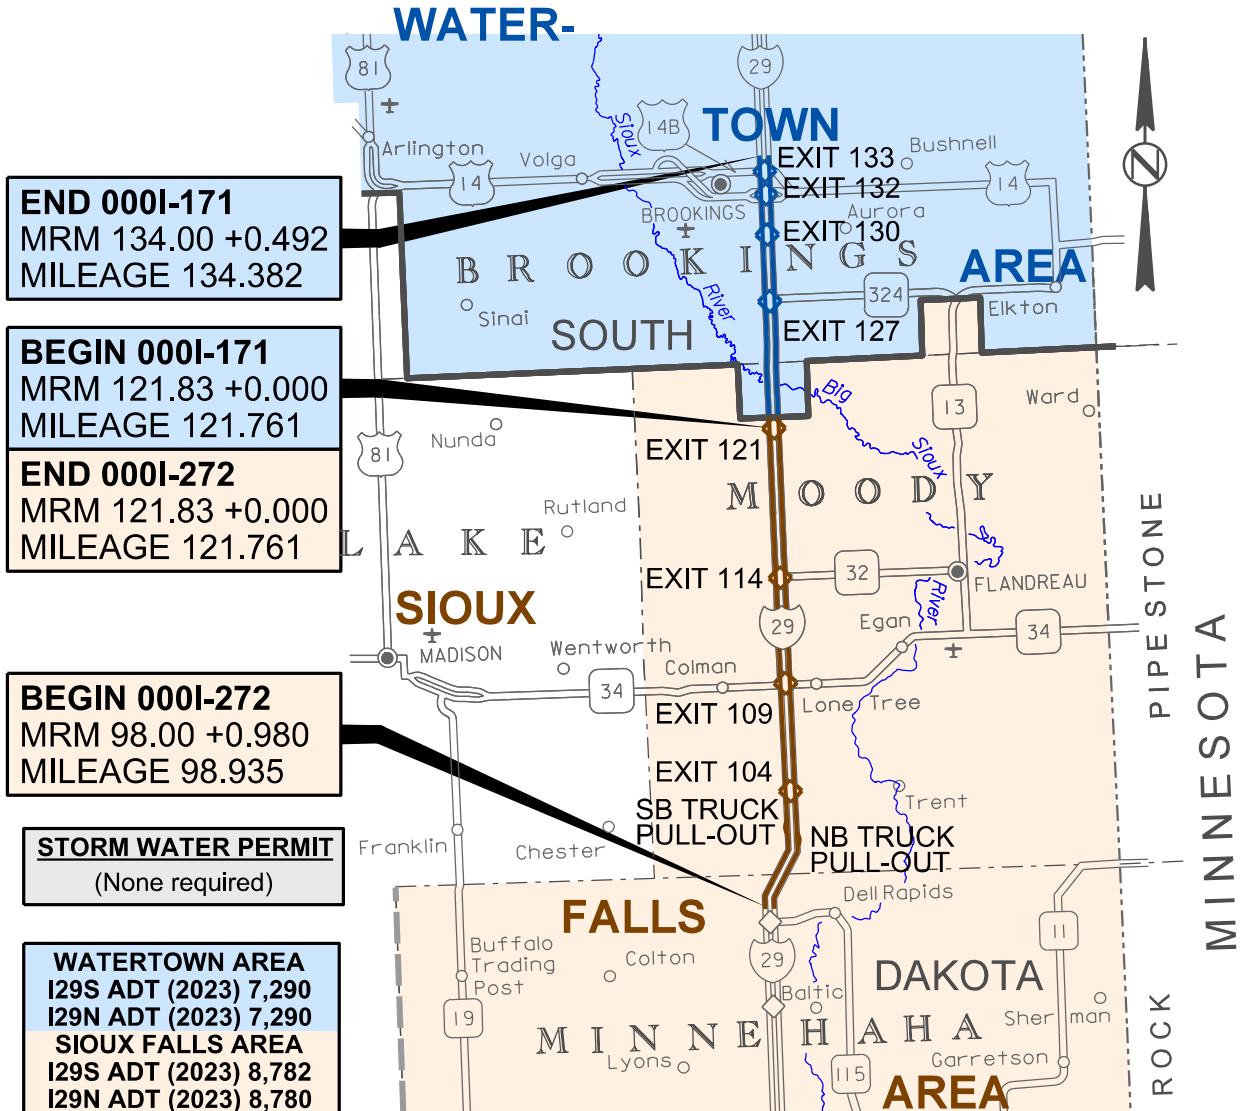 WATER-
TOWN
AREA
81
29
14B
Sioux
Arlington
Volga
Bushnell
EXIT 133
14
EXIT 132
14
BROOKINGS
Aurora
EXIT 130
BROOKINGS
River
324
Elkton
Sinai
SOUTH
EXIT 127
N
END 000I-171
MRM 134.00 +0.492
MILEAGE 134.382
BEGIN 000I-171
MRM 121.83 +0.000
MILEAGE 121.761
END 000I-272
MRM 121.83 +0.000
MILEAGE 121.761
Big
Sioux
13
Ward
Nunda
81
EXIT 121
MOODY
Rutland
LAKE
EXIT 114
32
FLANDREAU
River
SIOUX
29
Egan
34
MADISON
Wentworth
Colman
34
Lone Tree
EXIT 109
PIPESTONE
MINNESOTA
BEGIN 000I-272
MRM 98.00 +0.980
MILEAGE 98.935
EXIT 104
SB TRUCK
PULL-OUT
NB TRUCK
PULL-OUT
Trent
Franklin
Chester
Dell Rapids
STORM WATER PERMIT
(None required)
FALLS
11
Buffalo
Trading
Post
Colton
29
DAKOTA
Baltic
19
Sherman
MINNEHAHA
Lyons
Garretson
115
AREA
ROCK
WATERTOWN AREA
I29S ADT (2023) 7,290
I29N ADT (2023) 7,290
SIOUX FALLS AREA
I29S ADT (2023) 8,782
I29N ADT (2023) 8,780